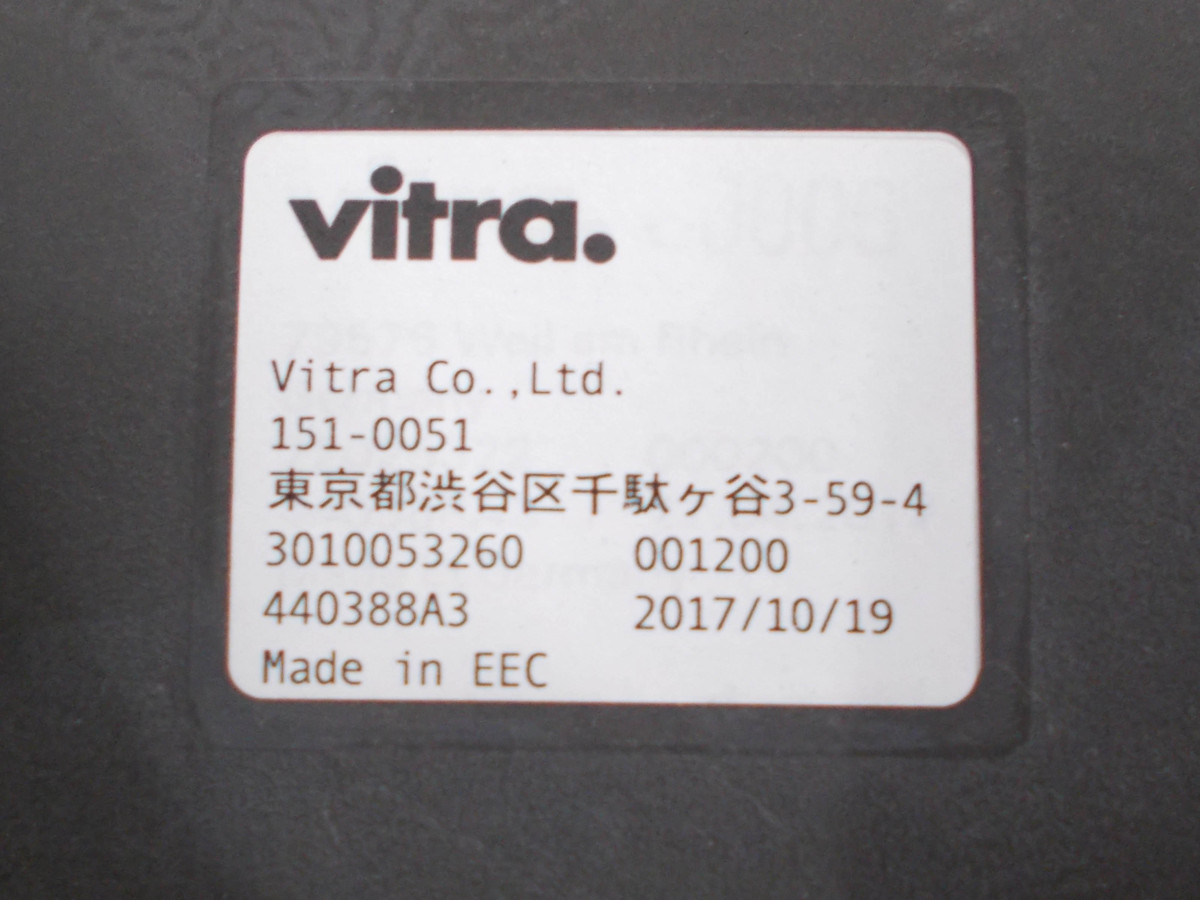 vitra.
Vitra Co.,Ltd.
151-0051
東京都渋谷区千駄ヶ谷3-59-4
3010053260 001200
440388A3 2017/10/19
Made in EEC